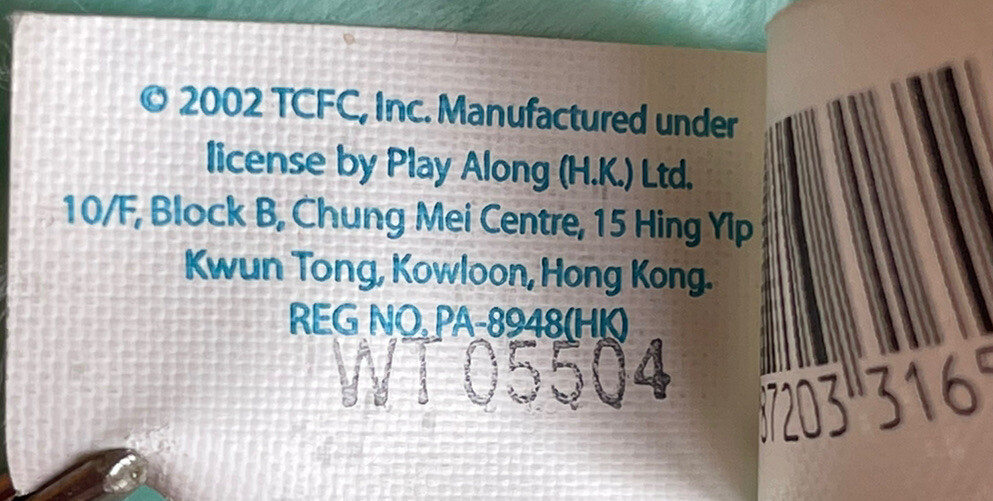 © 2002 TCFC, Inc. Manufactured under
license by Play Along (H.K.) Ltd.
10/F, Block B, Chung Mei Centre, 15 Hing Yip
Kwun Tong, Kowloon, Hong Kong.
REG NO. PA-8948(HK)
WT 05504
87203 3165